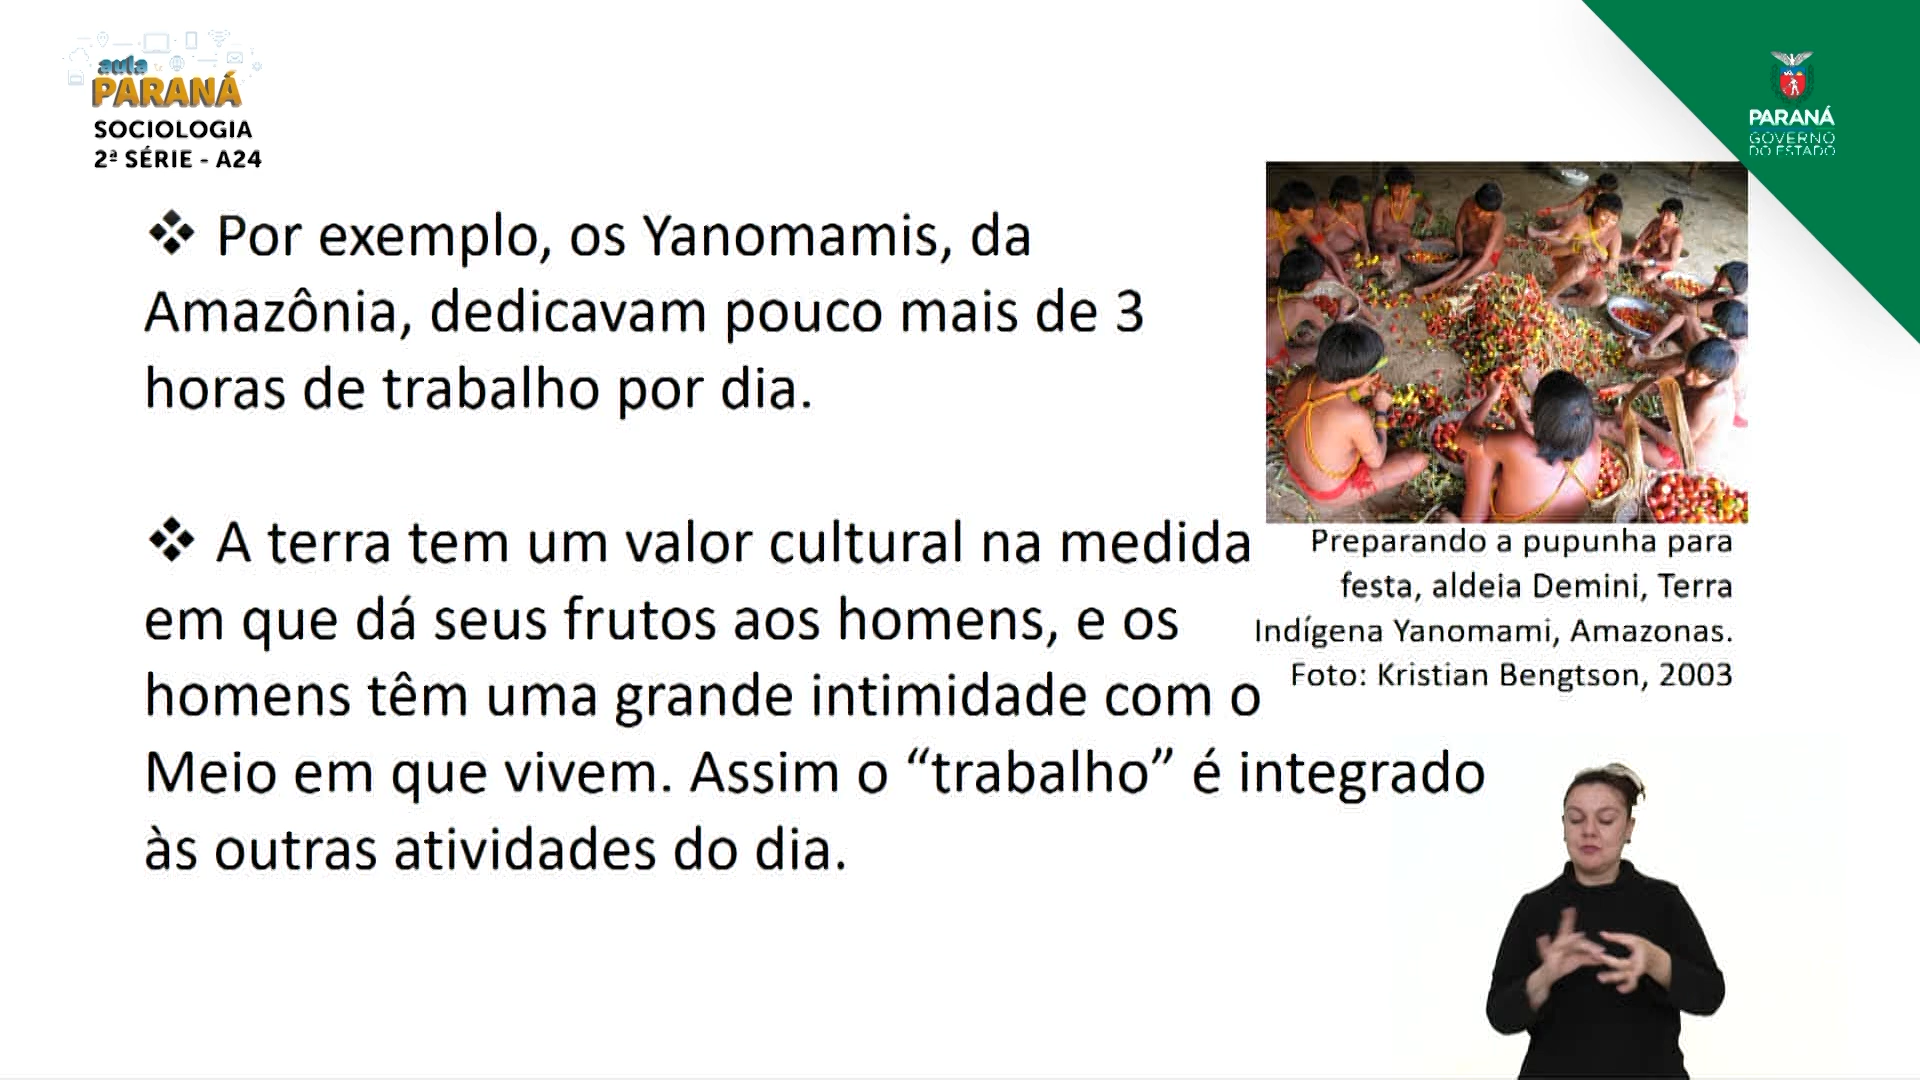 aula
PARANÁ
SOCIOLOGIA
2ª SÉRIE - A24
PARANÁ
GOVERNO
DO ESTADO
❖ Por exemplo, os Yanomamis, da
Amazônia, dedicavam pouco mais de 3
horas de trabalho por dia.
❖ A terra tem um valor cultural na medida
em que dá seus frutos aos homens, e os
homens têm uma grande intimidade com o
Meio em que vivem. Assim o “trabalho” é integrado
às outras atividades do dia.
Preparando a pupunha para
festa, aldeia Demini, Terra
Indígena Yanomami, Amazonas.
Foto: Kristian Bengtson, 2003